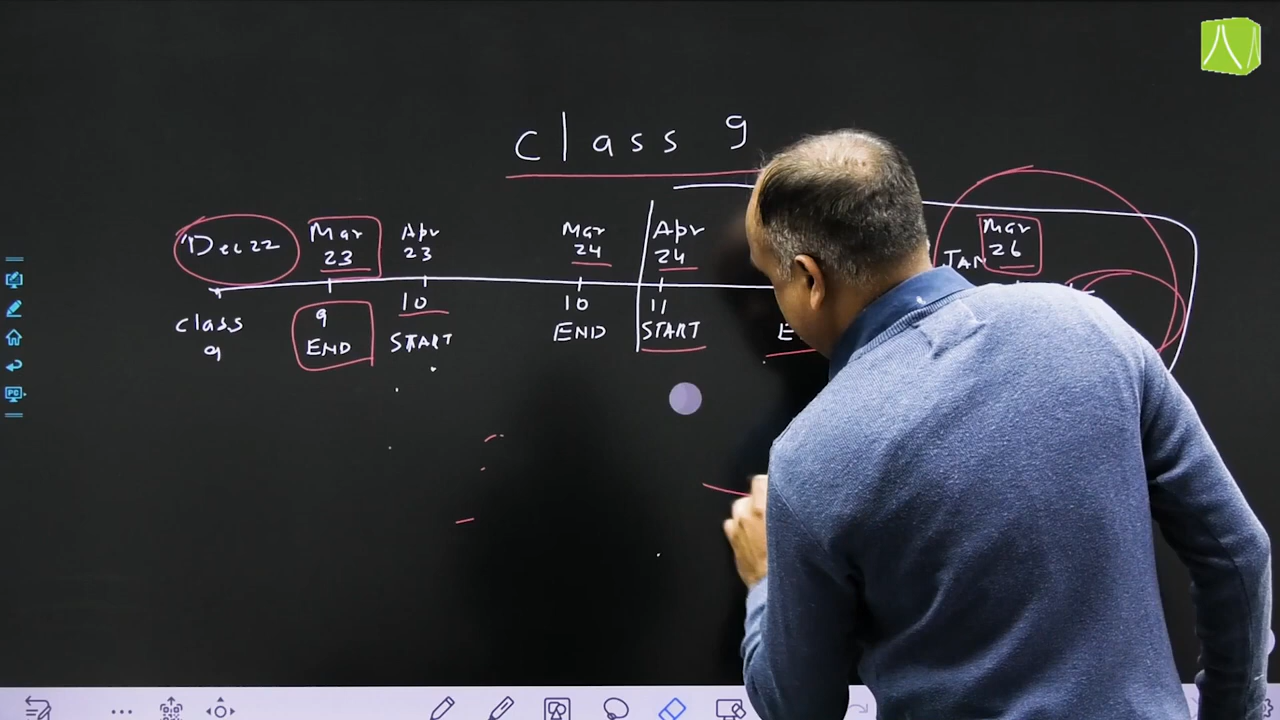 class 9
Dec 22
Mar
23
Apr
23
Mar
24
Apr
24
JAN
Mar
26
class
9
9
END
10
START
10
END
11
START